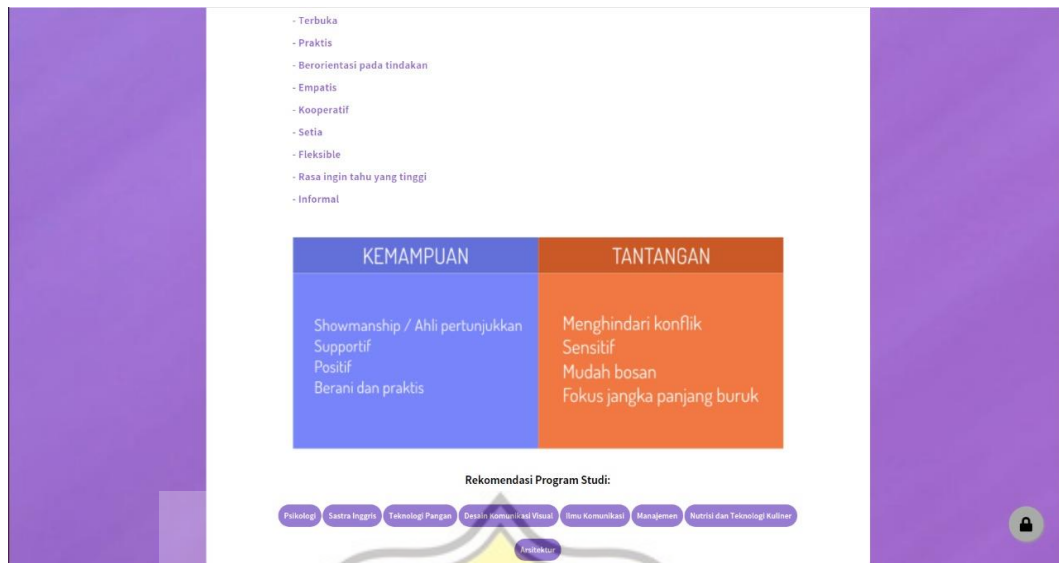 - Terbuka
- Praktis
- Berorientasi pada tindakan
- Empatis
- Kooperatif
- Setia
- Fleksible
- Rasa ingin tahu yang tinggi
- Informal
KEMAMPUAN
Showmanship / Ahli pertunjukkan
Supportif
Positif
Berani dan praktis
TANTANGAN
Menghindari konflik
Sensitif
Mudah bosan
Fokus jangka panjang buruk
Rekomendasi Program Studi:
Psikologi Sastra Inggris Teknologi Pangan Desain Komunikasi Visual Ilmu Komunikasi Manajemen Nutrisi dan Teknologi Kuliner
Arsitektur